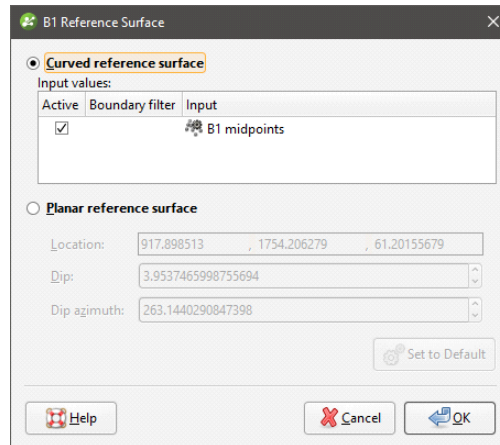 B1 Reference Surface
Curved reference surface
Input values:
Active Boundary filter Input
B1 midpoints
Planar reference surface
Location: 917.898513 , 1754.206279 , 61.20155679
Dip: 3.9537465998755694
Dip azimuth: 263.1440290847398
Set to Default
Help Cancel OK